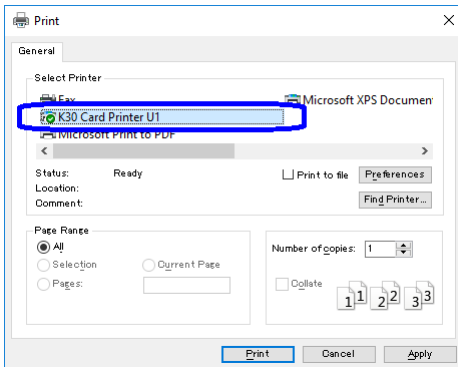 Print
General
Select Printer
Fax
Microsoft XPS Documen
K30 Card Printer U1
Microsoft Print to PDF
Status: Ready
Print to file
Preferences
Location:
Comment:
Find Printer...
Page Range
All
Selection
Current Page
Pages:
Number of copies: 1
Collate
1 1 2 2 3 3
Print
Cancel
Apply